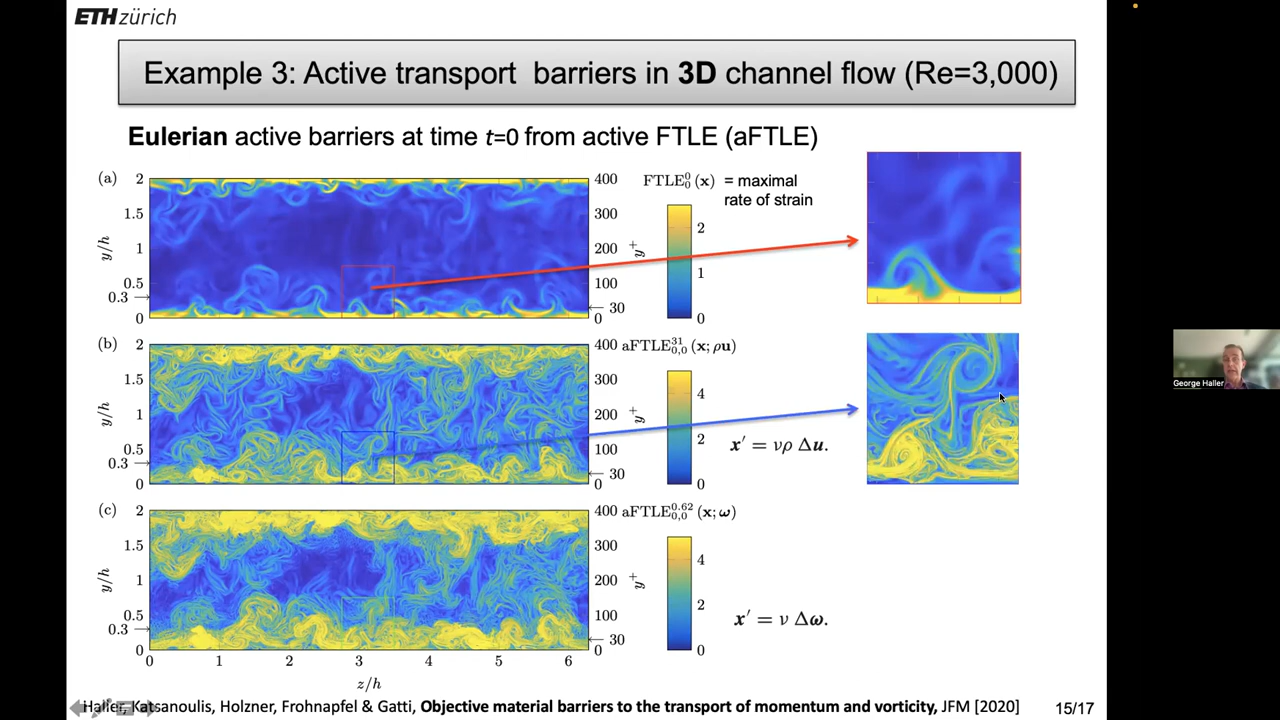 ETH zürich
Example 3: Active transport barriers in 3D channel flow (Re=3,000)
Eulerian active barriers at time t=0 from active FTLE (aFTLE)
(a)
y/h
2
1.5
1
0.5
0.3
0
400
300
200
100
30
0
y⁺
FTLE₀⁰ (x) = maximal
rate of strain
2
1
0
(b)
y/h
2
1.5
1
0.5
0.3
0
400
300
200
100
30
0
y⁺
aFTLE₀,₀³¹ (x; ρu)
4
2
0
x′ = νρ Δu.
(c)
y/h
2
1.5
1
0.5
0.3
0
400
300
200
100
30
0
y⁺
aFTLE₀,₀⁰·⁶² (x; ω)
4
2
0
x′ = ν Δω.
0 1 2 3 4 5 6
z/h
George Haller
Haller, Katsanoulis, Holzner, Frohnapfel & Gatti, Objective material barriers to the transport of momentum and vorticity, JFM [2020]
15/17